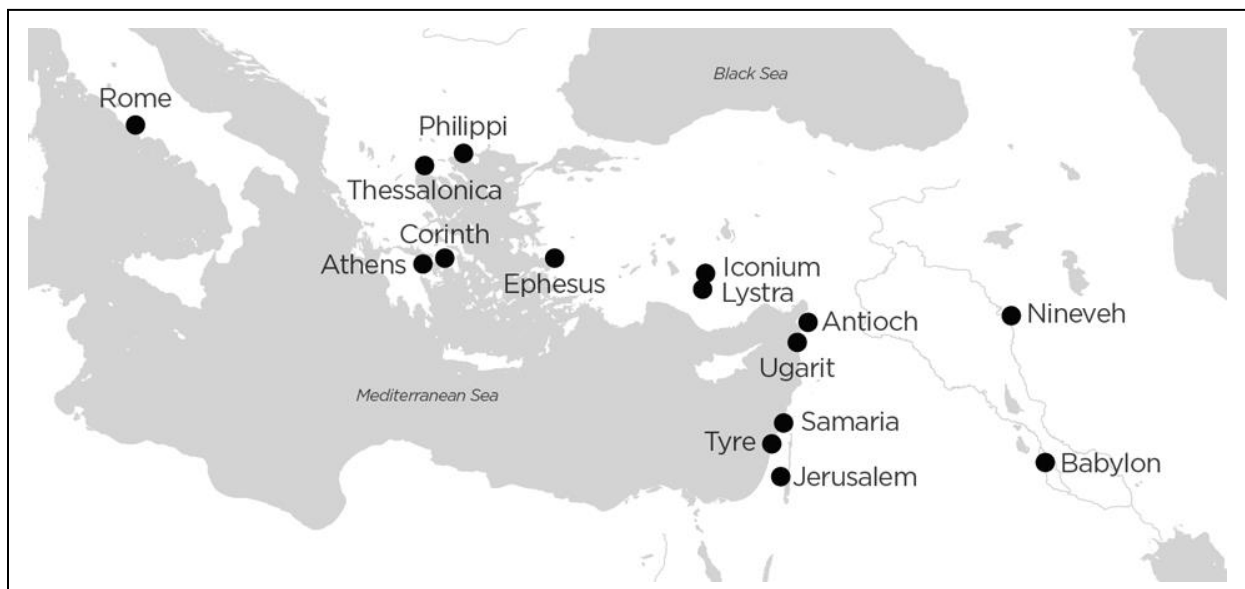 Black Sea
Rome
Philippi
Thessalonica
Corinth
Athens
Ephesus
Iconium
Lystra
Antioch
Nineveh
Ugarit
Mediterranean Sea
Samaria
Tyre
Babylon
Jerusalem